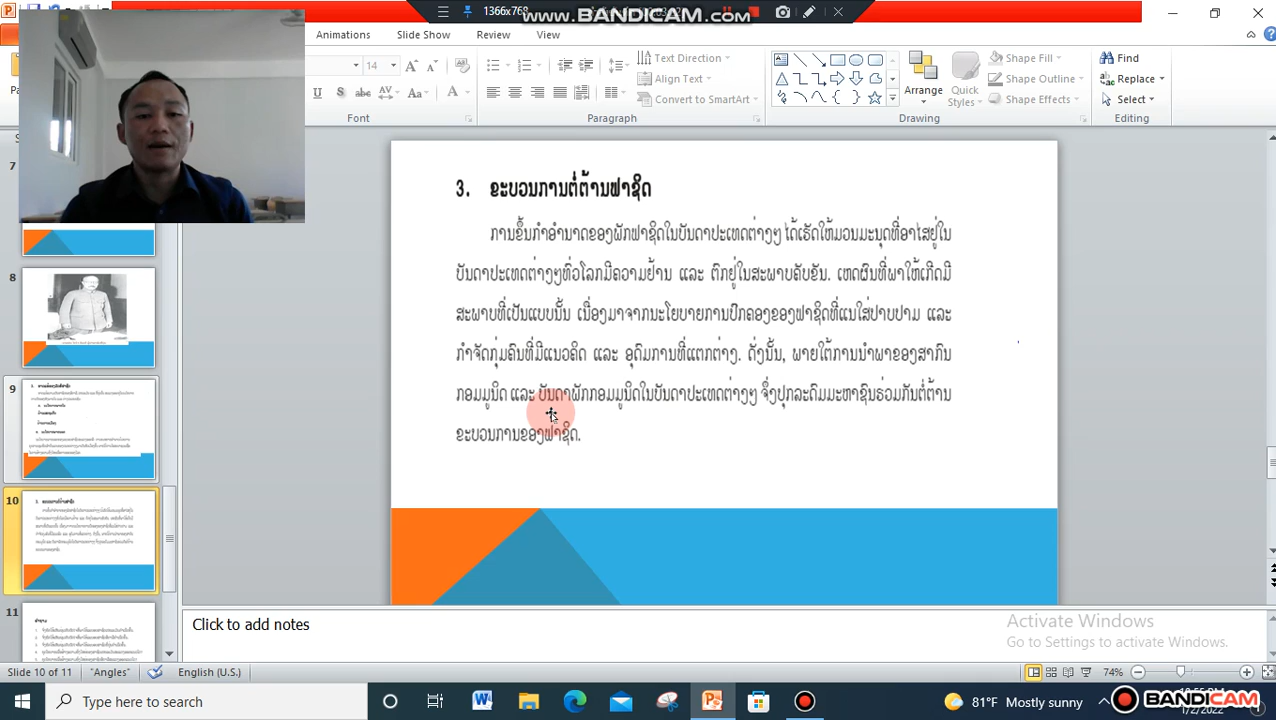 1366x768
www.BANDICAM.com
Animations
Slide Show
Review
View
14
Text Direction
Align Text
Convert to SmartArt
Arrange
Quick Styles
Shape Fill
Shape Outline
Shape Effects
Find
Replace
Select
Font
Paragraph
Drawing
Editing
3. ຂະບວນການຕໍ່ຕ້ານຟາຊິດ
ການຂຶ້ນກຳອຳນາດຂອງພັກຟາຊິດໃນບັນດາປະເທດຕ່າງໆ ໄດ້ເຮັດໃຫ້ມວນມະນຸດທີ່ອາໄສຢູ່ໃນ
ບັນດາປະເທດຕ່າງໆທົ່ວໂລກມີຄວາມຢ້ານ ແລະ ຕົກຢູ່ໃນສະພາບຄັບຂັນ. ເຫດຜົນທີ່ພາໃຫ້ເກີດມີ
ສະພາບທີ່ເປັນແບບນັ້ນ ເນື່ອງມາຈາກນະໂຍບາຍການປົກຄອງຂອງຟາຊິດທີ່ແນໃສ່ປາບປາມ ແລະ
ກຳຈັດກຸ່ມຄົນທີ່ມີແນວຄິດ ແລະ ອຸດົມການທີ່ແຕກຕ່າງ. ດັ່ງນັ້ນ, ພາຍໃຕ້ການນຳພາຂອງສາກົນ
ກອມມູນິດ ແລະ ບັນດາພັກກອມມູນິດໃນບັນດາປະເທດຕ່າງໆ ຈຶ່ງປຸກລະດົມມະຫາຊົນຮ່ວມກັນຕໍ່ຕ້ານ
ຂະບວນການຂອງຟາຊິດ.
7
8
9
10
11
Click to add notes
Activate Windows
Go to Settings to activate Windows.
Slide 10 of 11
"Angles"
English (U.S.)
74%
Type here to search
81°F Mostly sunny
1/2/2022
BANDICAM